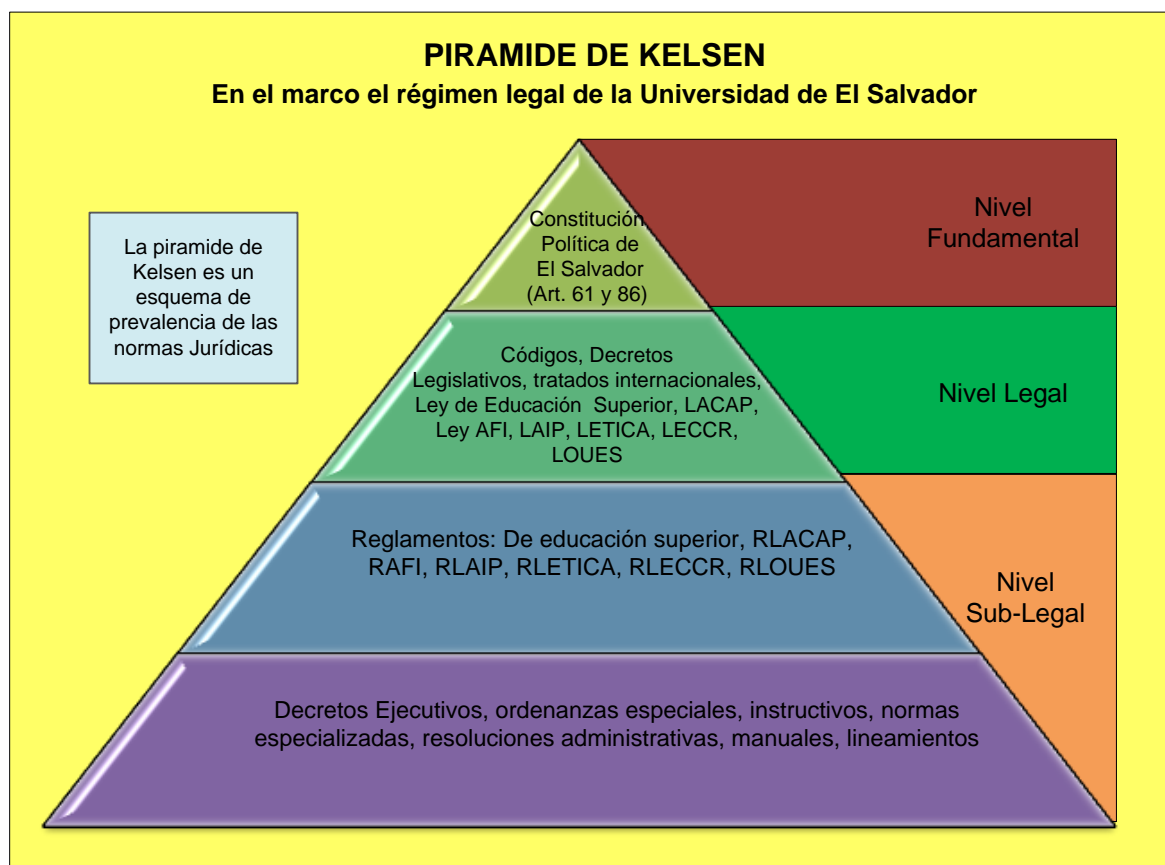 PIRAMIDE DE KELSEN
En el marco el régimen legal de la Universidad de El Salvador
La piramide de
Kelsen es un
esquema de
prevalencia de las
normas Jurídicas
Constitución
Política de
El Salvador
(Art. 61 y 86)
Nivel
Fundamental
Códigos, Decretos
Legislativos, tratados internacionales,
Ley de Educación Superior, LACAP,
Ley AFI, LAIP, LETICA, LECCR,
LOUES
Nivel Legal
Reglamentos: De educación superior, RLACAP,
RAFI, RLAIP, RLETICA, RLECCR, RLOUES
Nivel
Sub-Legal
Decretos Ejecutivos, ordenanzas especiales, instructivos, normas
especializadas, resoluciones administrativas, manuales, lineamientos